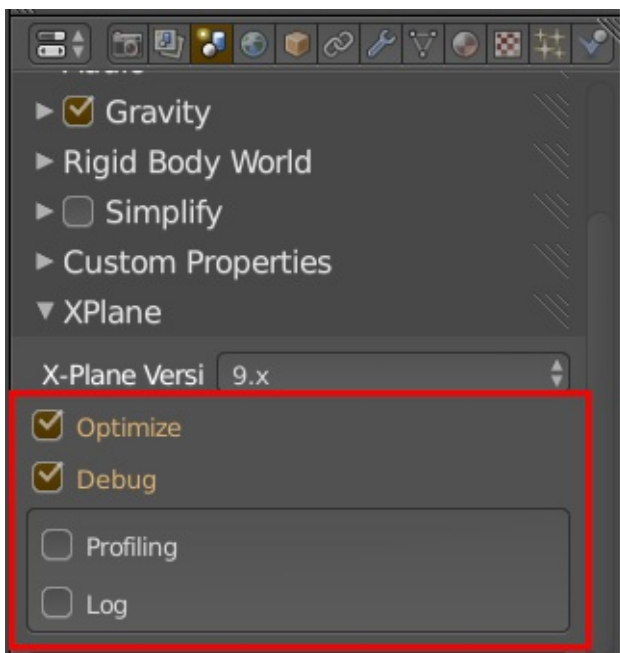 Gravity
Rigid Body World
Simplify
Custom Properties
XPlane
X-Plane Versi 9.x
Optimize
Debug
Profiling
Log